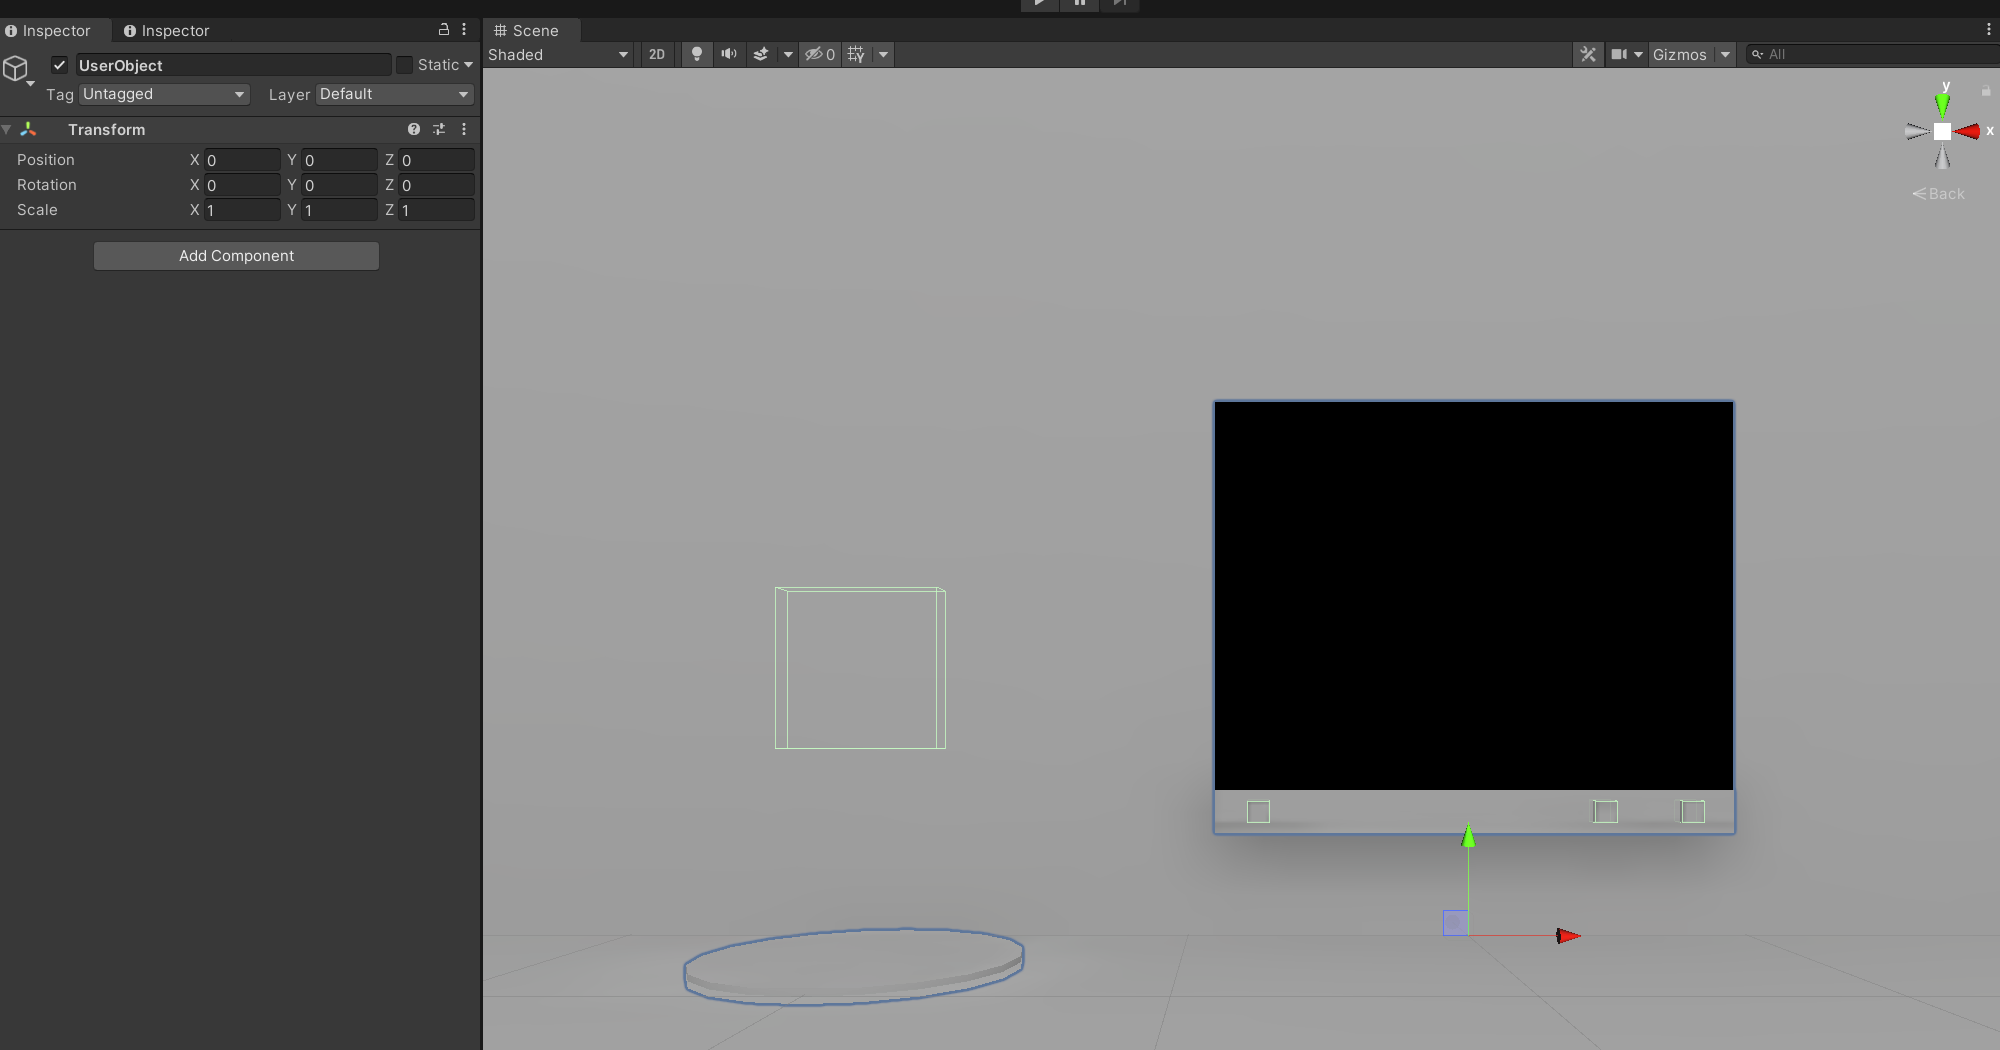 Inspector Inspector
UserObject Static
Tag Untagged Layer Default
Transform
Position X 0 Y 0 Z 0
Rotation X 0 Y 0 Z 0
Scale X 1 Y 1 Z 1
Add Component
Scene
Shaded 2D 0 Gizmos All
y
x
Back